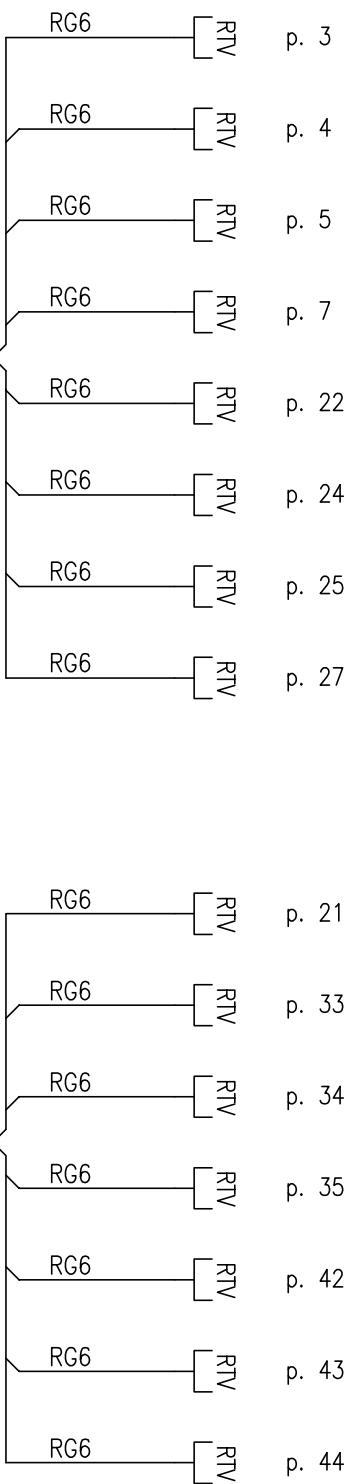 RG6 RTV p. 3
RG6 RTV p. 4
RG6 RTV p. 5
RG6 RTV p. 7
RG6 RTV p. 22
RG6 RTV p. 24
RG6 RTV p. 25
RG6 RTV p. 27
RG6 RTV p. 21
RG6 RTV p. 33
RG6 RTV p. 34
RG6 RTV p. 35
RG6 RTV p. 42
RG6 RTV p. 43
RG6 RTV p. 44